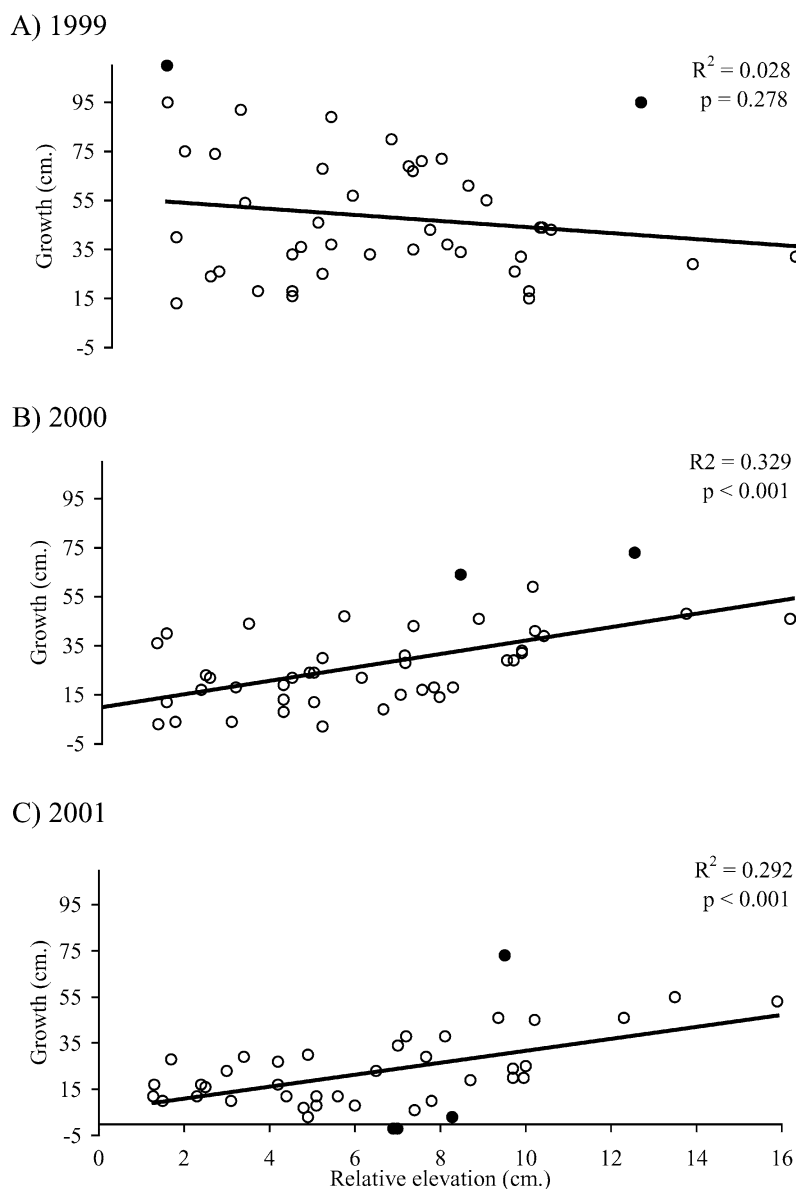 A) 1999
R² = 0.028
p = 0.278
95
75
55
35
15
-5
Growth (cm.)
B) 2000
R2 = 0.329
p < 0.001
95
75
55
35
15
-5
Growth (cm.)
C) 2001
R² = 0.292
p < 0.001
95
75
55
35
15
-5
Growth (cm.)
0 2 4 6 8 10 12 14 16
Relative elevation (cm.)